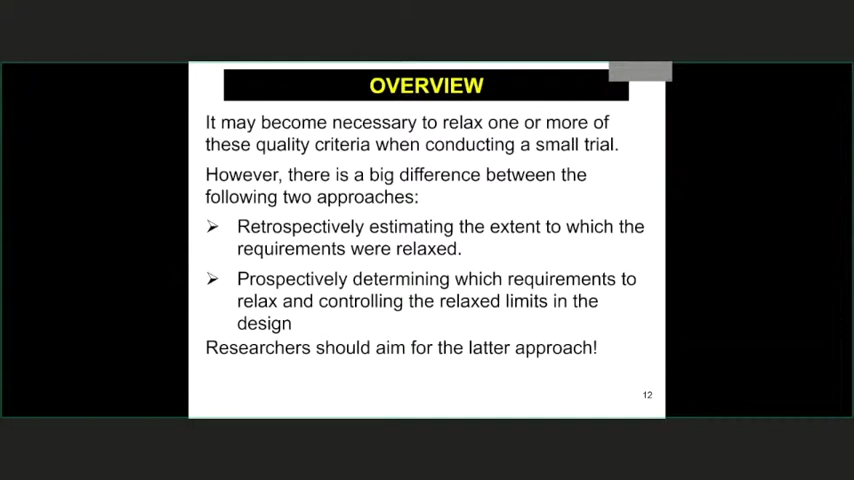 OVERVIEW
It may become necessary to relax one or more of
these quality criteria when conducting a small trial.
However, there is a big difference between the
following two approaches:
Retrospectively estimating the extent to which the
requirements were relaxed.
Prospectively determining which requirements to
relax and controlling the relaxed limits in the
design
Researchers should aim for the latter approach!
12